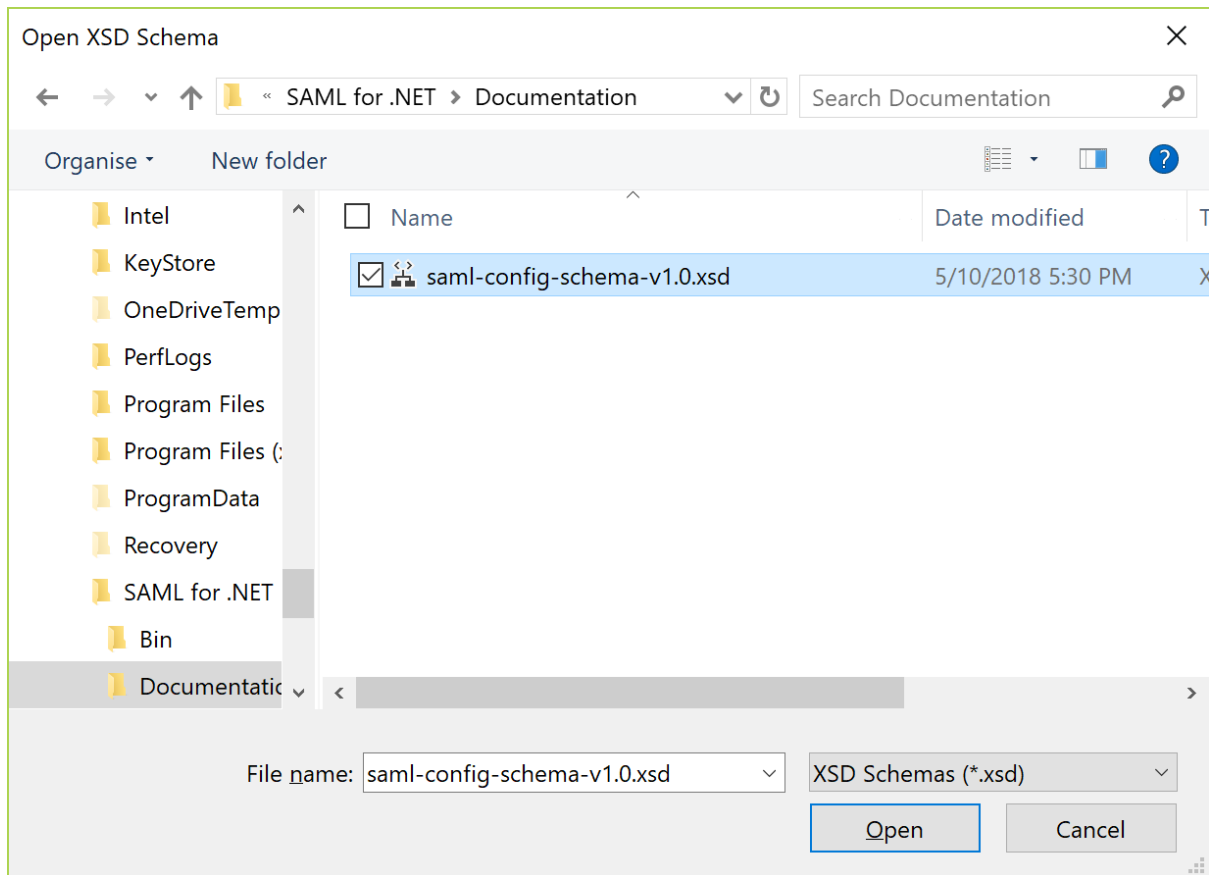 Open XSD Schema
« SAML for .NET > Documentation
Search Documentation
Organise
New folder
?
Intel
KeyStore
OneDriveTemp
PerfLogs
Program Files
Program Files (
ProgramData
Recovery
SAML for .NET
Bin
Documentatio
Name
Date modified
T
saml-config-schema-v1.0.xsd
5/10/2018 5:30 PM
X
File name:
saml-config-schema-v1.0.xsd
XSD Schemas (*.xsd)
Open
Cancel